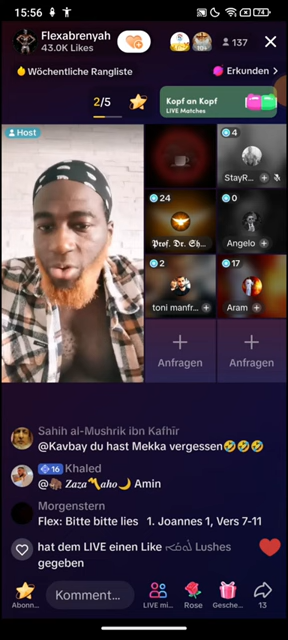 15:56
74
Flexabrenyah
43.0K Likes
137
Wöchentliche Rangliste
Erkunden >
2/5
Kopf an Kopf
LIVE Matches
Host
4
StayR...
24
𝕻𝖗𝖔𝖋. 𝕯𝖗. 𝕾𝖍...
0
Angelo
2
toni manfr...
17
Aram
Anfragen
Anfragen
Sahih al-Mushrik ibn Kafhir
@Kavbay du hast Mekka vergessen🤣🤣🤣
16 Khaled
@🦍 𝒁𝒂𝒛𝒂〽️𝒂𝒉𝒐🌙 Amin
Morgenstern
Flex: Bitte bitte lies 1. Joannes 1, Vers 7-11
hat dem LIVE einen Like
Lushes
gegeben
Abonn...
Komment...
LIVE mi...
Rose
Gesche...
13